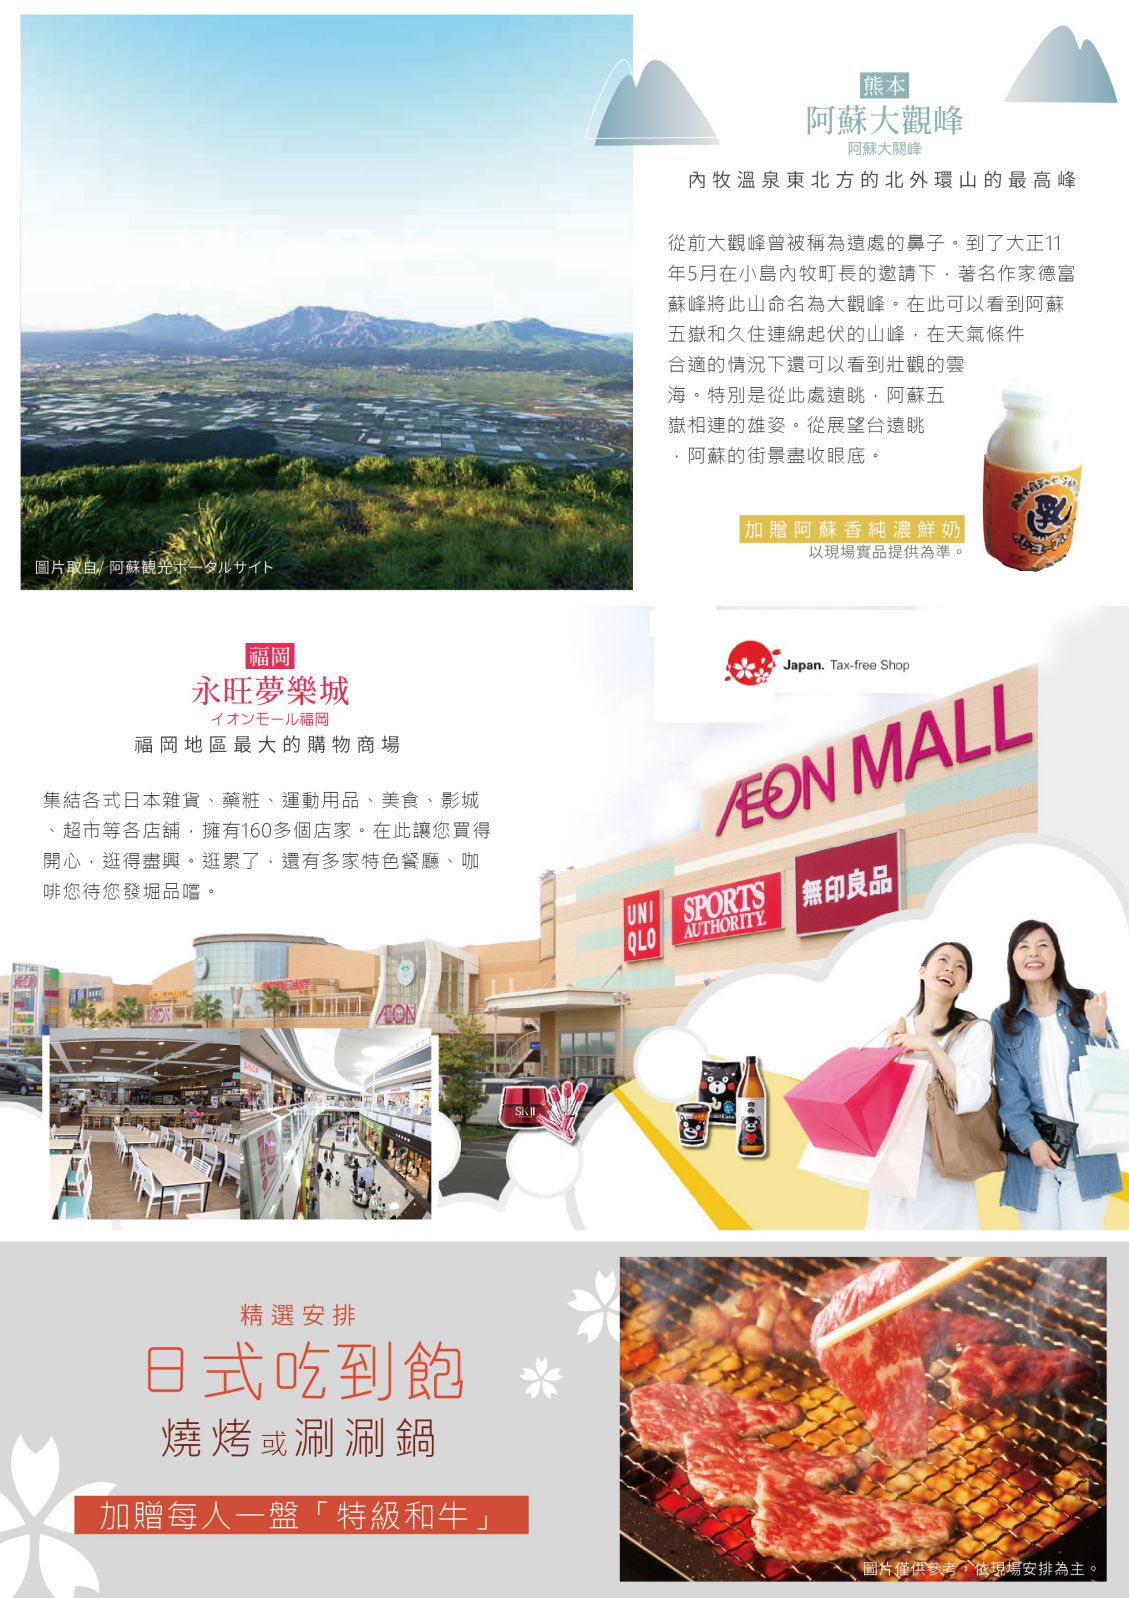 熊本
阿蘇大觀峰
阿蘇大關峰
內牧溫泉東北方的北外環山的最高峰
從前大觀峰曾被稱為遠處的鼻子。到了大正11
年5月在小島內牧町長的邀請下，著名作家德富
蘇峰將此山命名為大觀峰。在此可以看到阿蘇
五嶽和久住連綿起伏的山峰，在天氣條件
合適的情況下還可以看到壯觀的雲
海。特別是從此處遠眺，阿蘇五
嶽相連的雄姿。從展望台遠眺
，阿蘇的街景盡收眼底。
乳
加贈阿蘇香純濃鮮奶
以現場實品提供為準。
圖片取自/ 阿蘇観光ポータルサイト
福岡
永旺夢樂城
イオンモール福岡
福岡地區最大的購物商場
集結各式日本雜貨、藥粧、運動用品、美食、影城
、超市等各店舖，擁有160多個店家。在此讓您買得
開心，逛得盡興。逛累了，還有多家特色餐廳、咖
啡您待您發堀品嚐。
Japan. Tax-free Shop
ÆON MALL
UNI
QLO
SPORTS
AUTHORITY.
無印良品
ÆON
ÆON
ÆON
SK-II
精選安排
日式吃到飽
燒烤或涮涮鍋
加贈每人一盤「特級和牛」
圖片僅供參考，依現場安排為主。